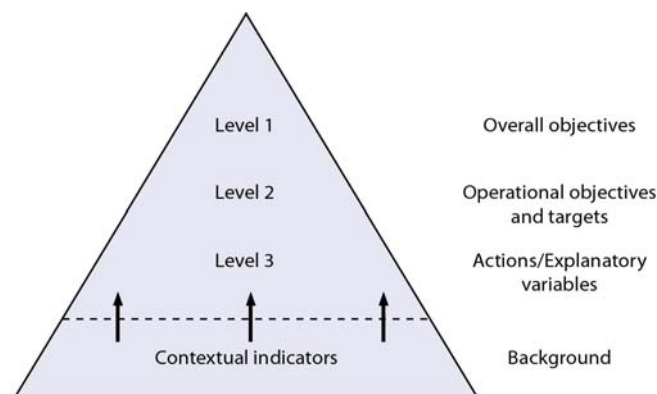 Level 1
Overall objectives
Level 2
Operational objectives
and targets
Level 3
Actions/Explanatory
variables
Contextual indicators
Background